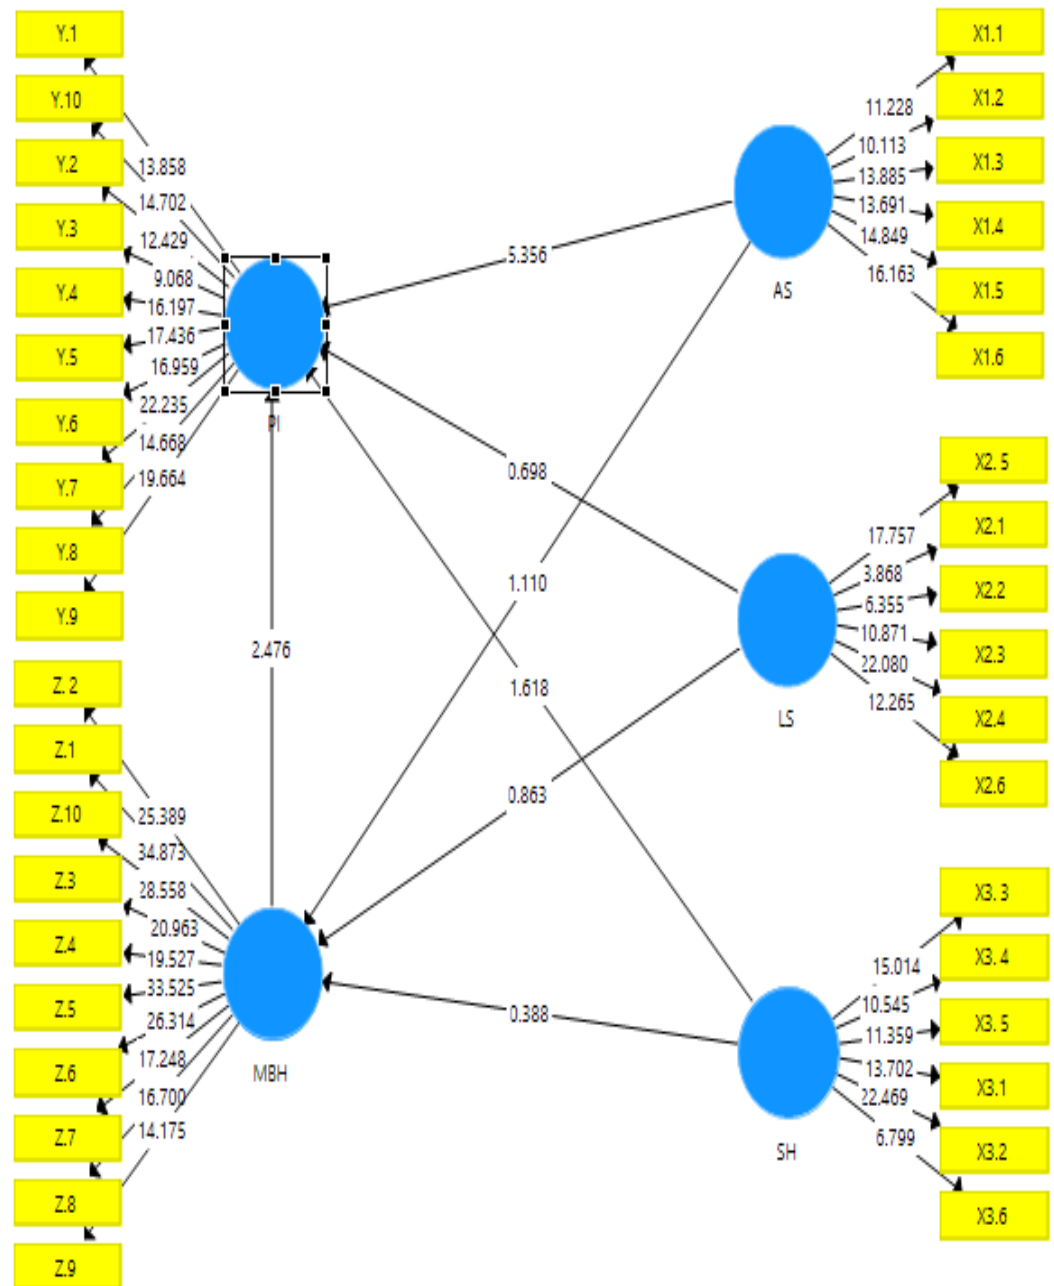 Y.1
Y.10
Y.2
Y.3
Y.4
Y.5
Y.6
Y.7
Y.8
Y.9
13.858
14.702
12.429
9.068
16.197
17.436
16.959
22.235
14.668
19.664
PI
Z. 2
Z.1
Z.10
Z.3
Z.4
Z.5
Z.6
Z.7
Z.8
Z.9
25.389
34.873
28.558
20.963
19.527
33.525
26.314
17.248
16.700
14.175
MBH
5.356
0.698
1.110
2.476
1.618
0.863
0.388
AS
11.228
10.113
13.885
13.691
14.849
16.163
X1.1
X1.2
X1.3
X1.4
X1.5
X1.6
LS
17.757
3.868
6.355
10.871
22.080
12.265
X2. 5
X2.1
X2.2
X2.3
X2.4
X2.6
SH
15.014
10.545
11.359
13.702
22.469
6.799
X3. 3
X3. 4
X3. 5
X3.1
X3.2
X3.6